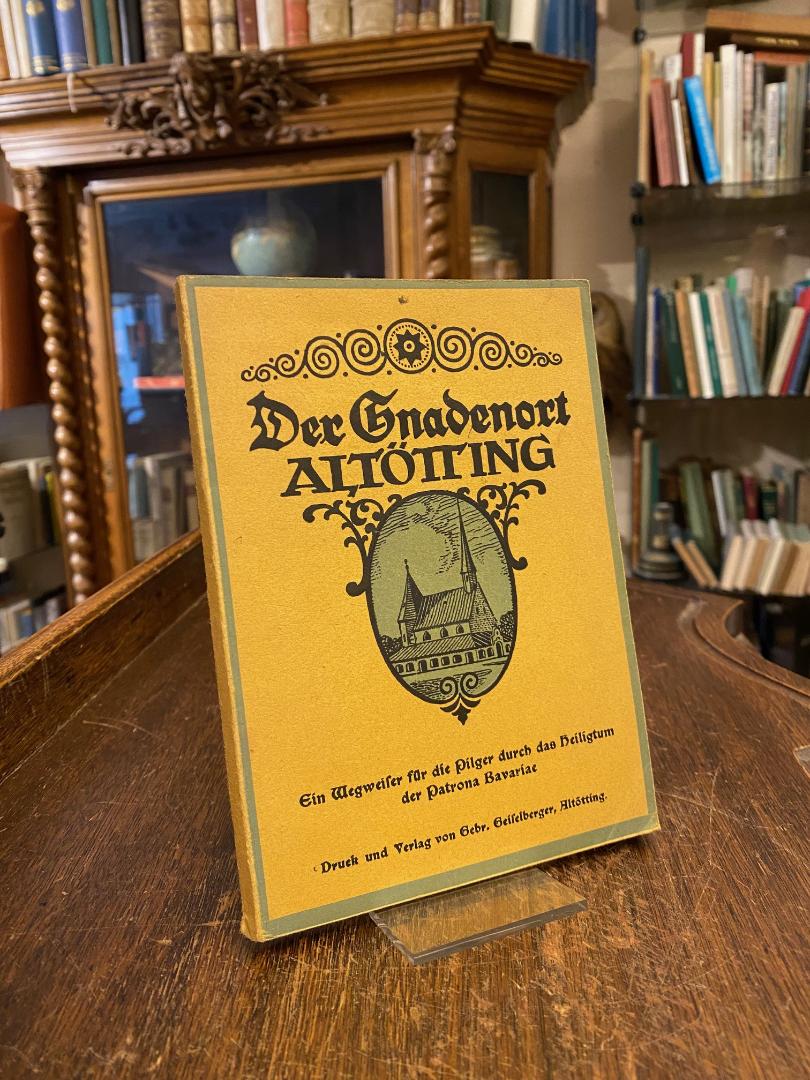 Der Gnadenort
ALTÖTTING
Ein Wegweiser für die Pilger durch das Heiligtum
der Patrona Bavariae
Druck und Verlag von Gebr. Geiselberger, Altötting.